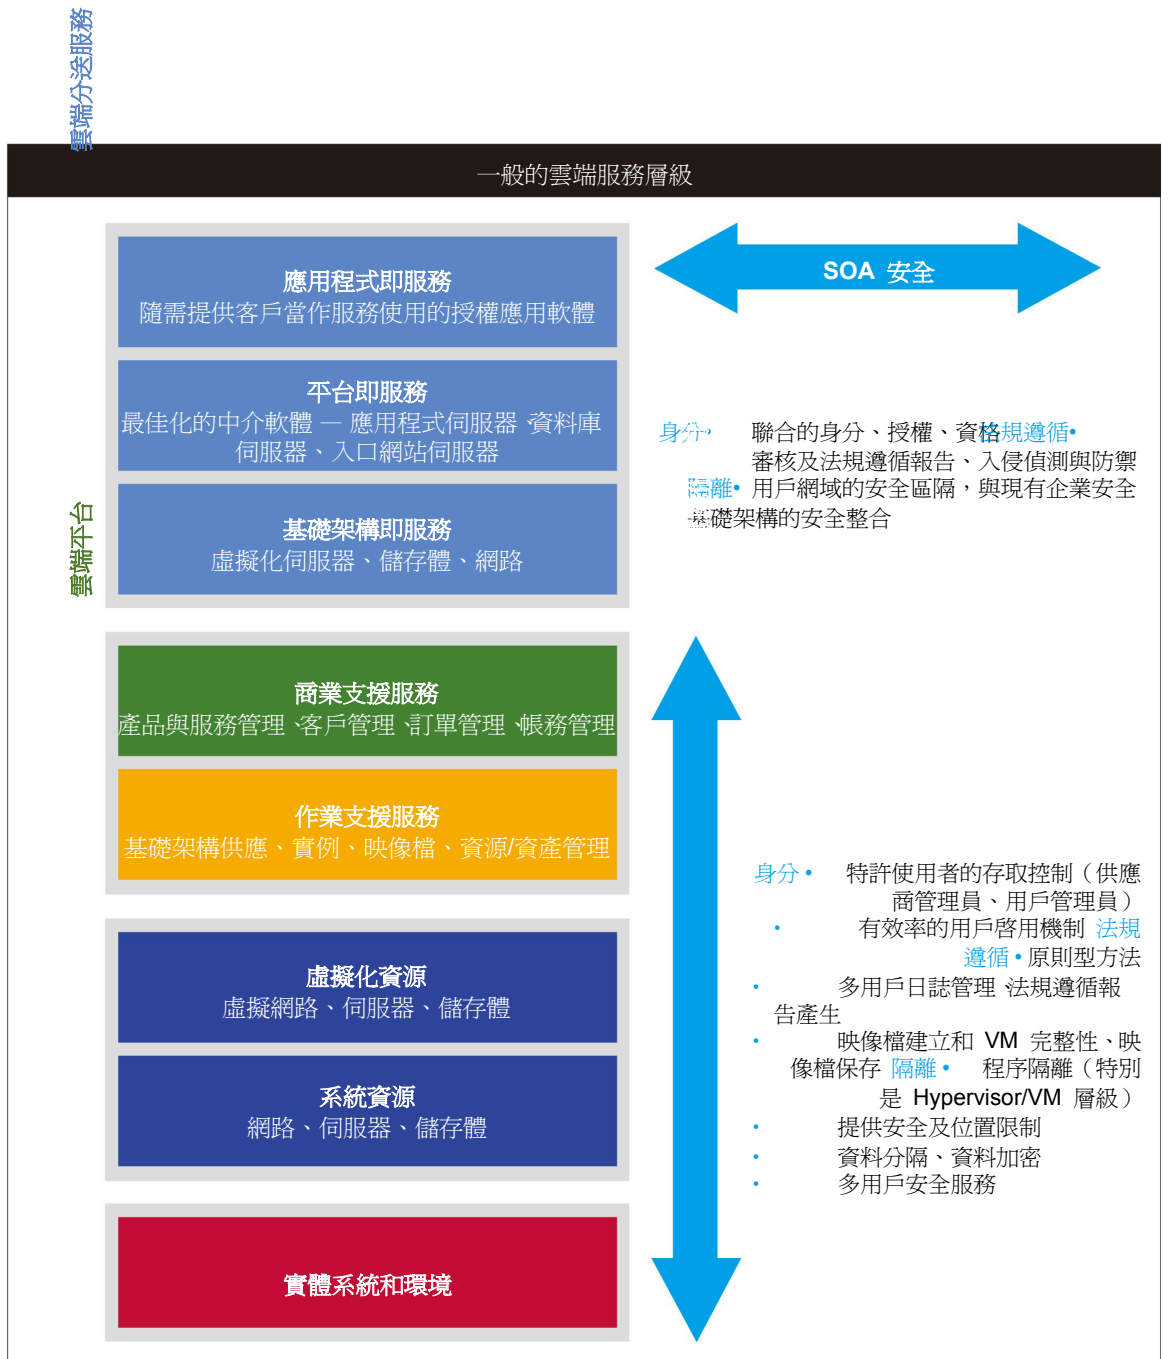 雲端分送服務
一般的雲端服務層級
應用程式即服務
隨需提供客戶當作服務使用的授權應用軟體
平台即服務
最佳化的中介軟體 — 應用程式伺服器、資料庫
伺服器、入口網站伺服器
基礎架構即服務
虛擬化伺服器、儲存體、網路
SOA 安全
身分• 聯合的身分、授權、資格
法規遵循•
審核及法規遵循報告、入侵偵測與防禦
隔離• 用戶網域的安全區隔，與現有企業安全
基礎架構的安全整合
雲端平台
商業支援服務
產品與服務管理、客戶管理、訂單管理、帳務管理
作業支援服務
基礎架構供應、實例、映像檔、資源/資產管理
虛擬化資源
虛擬網路、伺服器、儲存體
系統資源
網路、伺服器、儲存體
實體系統和環境
身分• 特許使用者的存取控制（供應
商管理員、用戶管理員）
• 有效率的用戶啓用機制 法規
遵循• 原則型方法
• 多用戶日誌管理、法規遵循報
告產生
• 映像檔建立和 VM 完整性、映
像檔保存 隔離• 程序隔離（特別
是 Hypervisor/VM 層級）
• 提供安全及位置限制
• 資料分隔、資料加密
• 多用戶安全服務